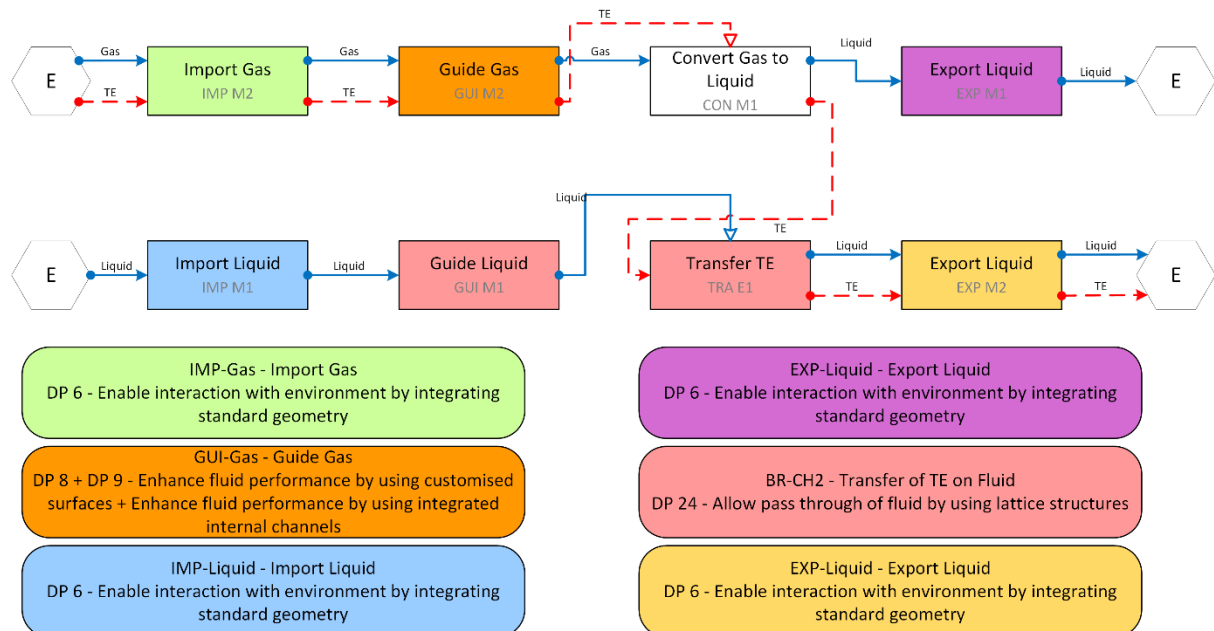 TE
Gas
Gas
Gas
Liquid
E
Import Gas
IMP M2
Guide Gas
GUI M2
Convert Gas to
Liquid
CON M1
Export Liquid
EXP M1
Liquid
E
TE
TE
Liquid
TE
E
Liquid
Import Liquid
IMP M1
Liquid
Guide Liquid
GUI M1
Transfer TE
TRA E1
Liquid
TE
Export Liquid
EXP M2
Liquid
TE
E
IMP-Gas - Import Gas
DP 6 - Enable interaction with environment by integrating
standard geometry
GUI-Gas - Guide Gas
DP 8 + DP 9 - Enhance fluid performance by using customised
surfaces + Enhance fluid performance by using integrated
internal channels
IMP-Liquid - Import Liquid
DP 6 - Enable interaction with environment by integrating
standard geometry
EXP-Liquid - Export Liquid
DP 6 - Enable interaction with environment by integrating
standard geometry
BR-CH2 - Transfer of TE on Fluid
DP 24 - Allow pass through of fluid by using lattice structures
EXP-Liquid - Export Liquid
DP 6 - Enable interaction with environment by integrating
standard geometry